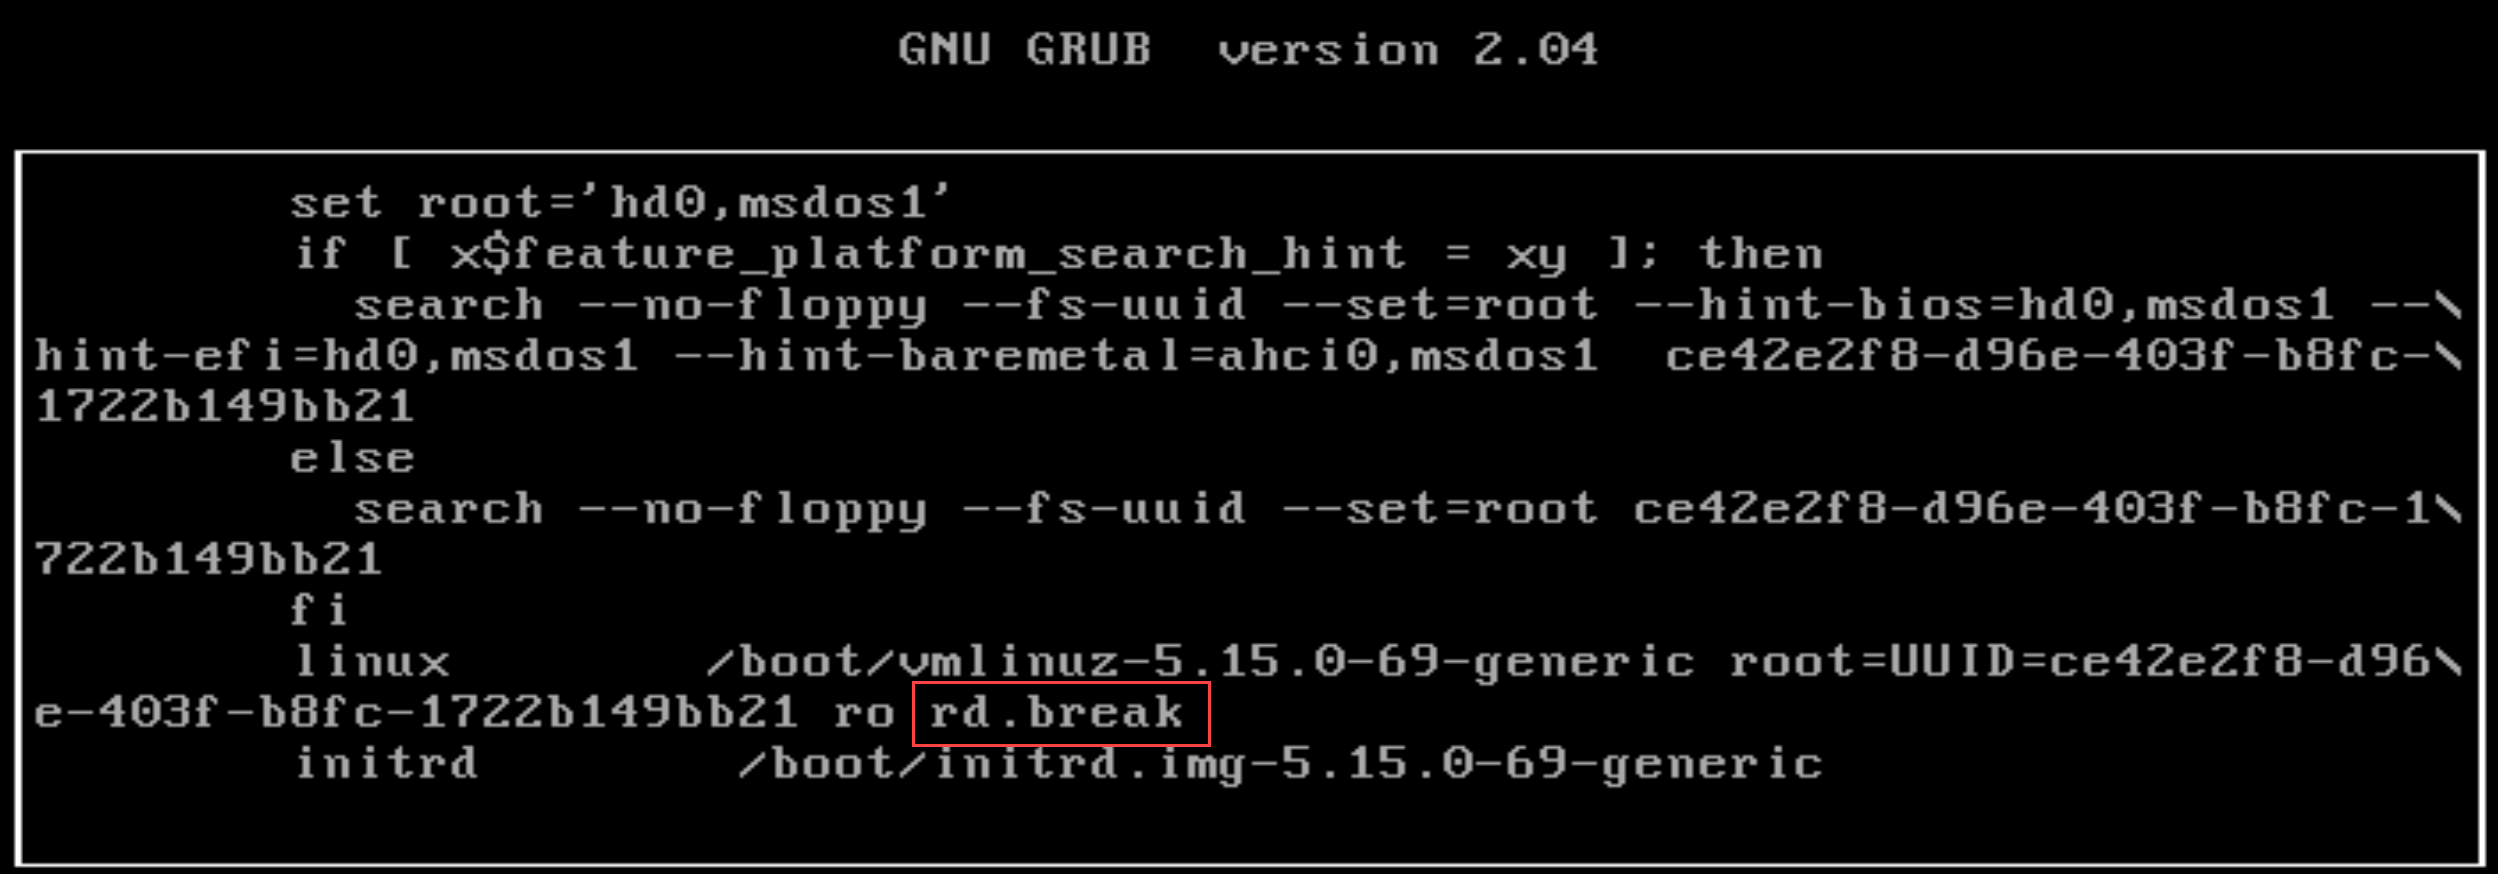 GNU GRUB  version 2.04
set root='hd0,msdos1'
if [ x$feature_platform_search_hint = xy ]; then
search --no-floppy --fs-uuid --set=root --hint-bios=hd0,msdos1 --\
hint-efi=hd0,msdos1 --hint-baremetal=ahci0,msdos1  ce42e2f8-d96e-403f-b8fc-\
1722b149bb21
else
search --no-floppy --fs-uuid --set=root ce42e2f8-d96e-403f-b8fc-1\
722b149bb21
fi
linux        /boot/vmlinuz-5.15.0-69-generic root=UUID=ce42e2f8-d96\
e-403f-b8fc-1722b149bb21 ro rd.break
initrd        /boot/initrd.img-5.15.0-69-generic